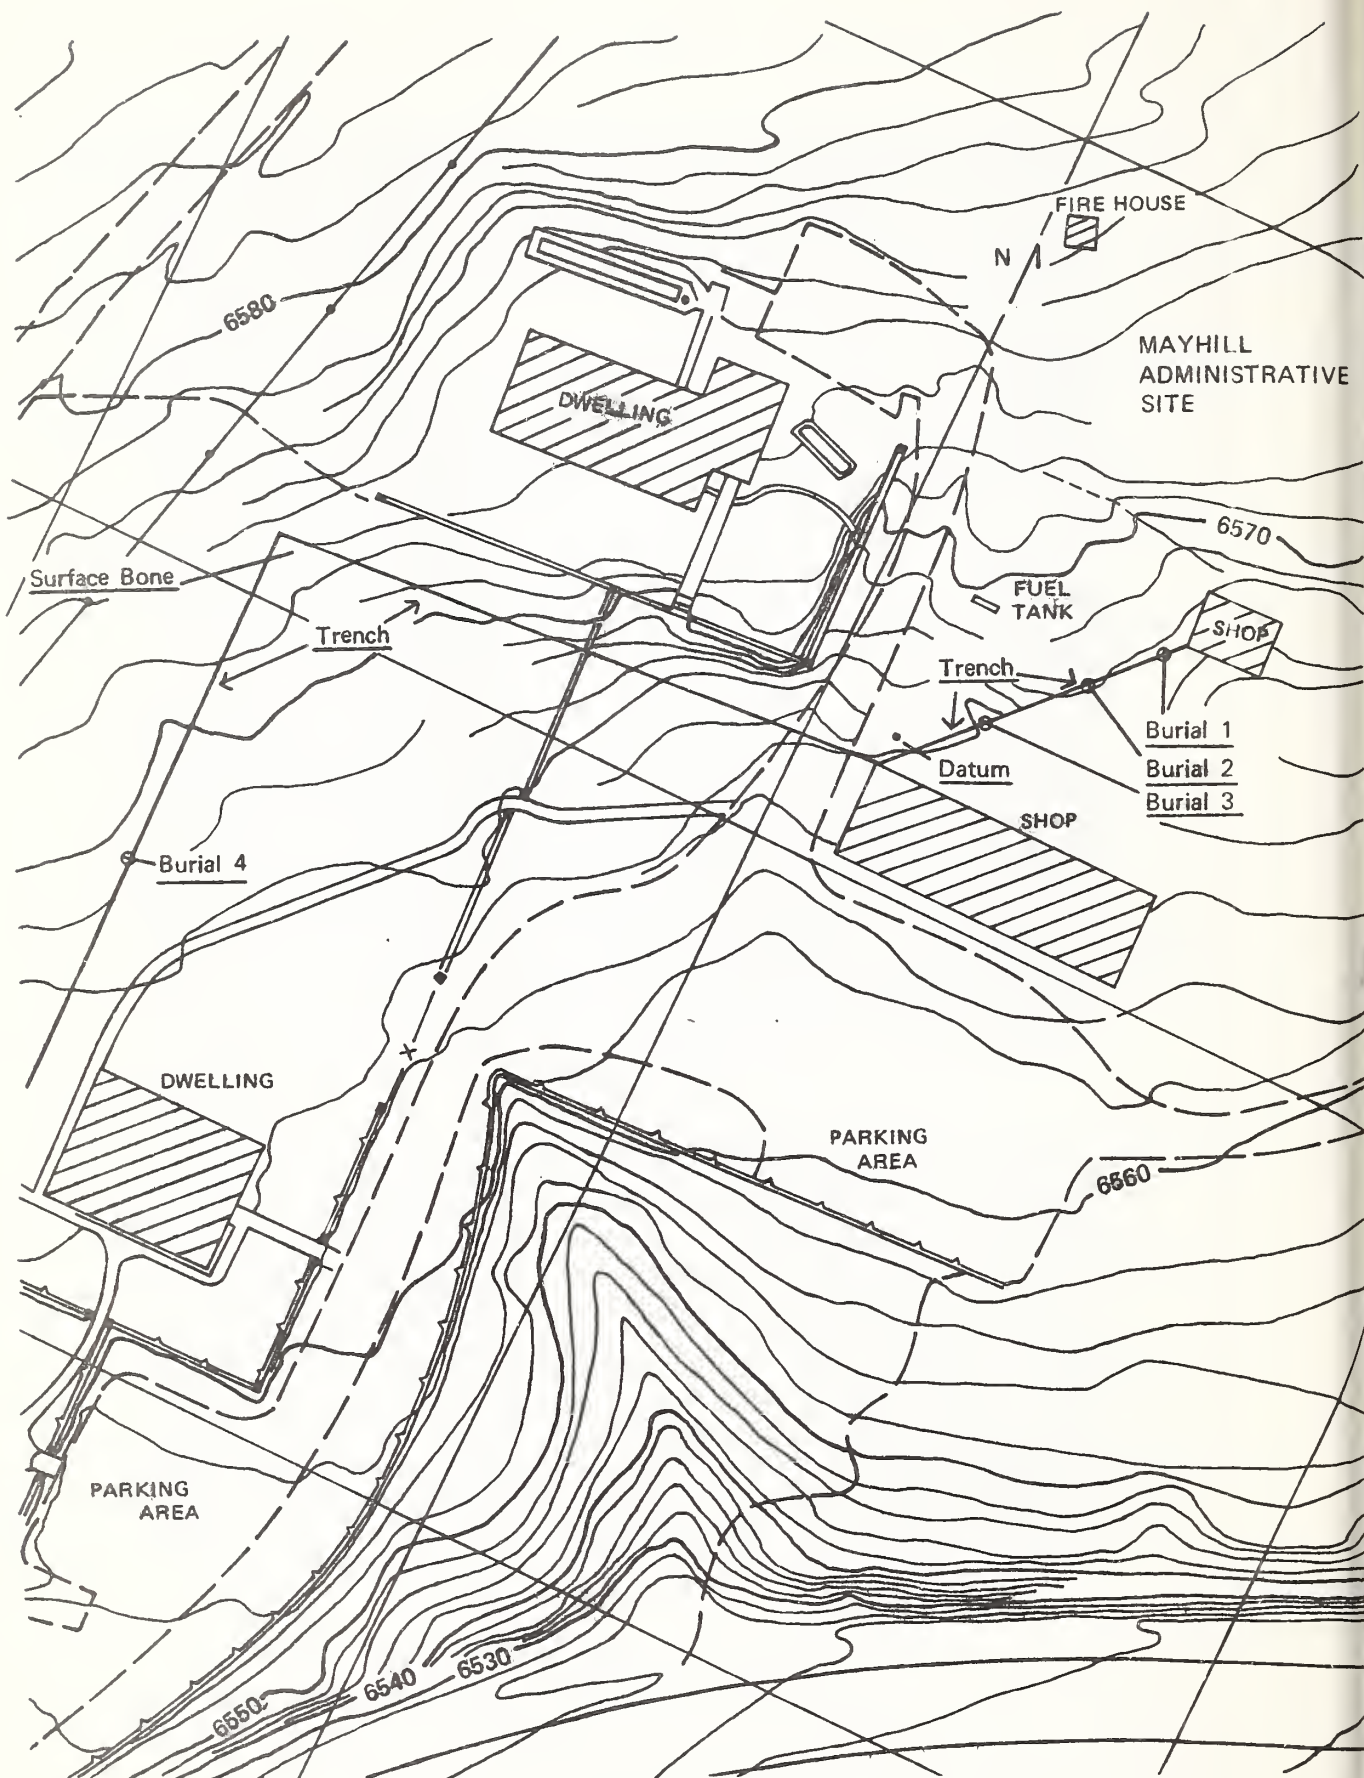 FIRE HOUSE
N
6580
MAYHILL
ADMINISTRATIVE
SITE
DWELLING
6570
Surface Bone
FUEL
TANK
SHOP
Trench
Trench
Burial 1
Datum
Burial 2
Burial 3
SHOP
Burial 4
DWELLING
PARKING
AREA
6560
PARKING
AREA
6530
6540
6550